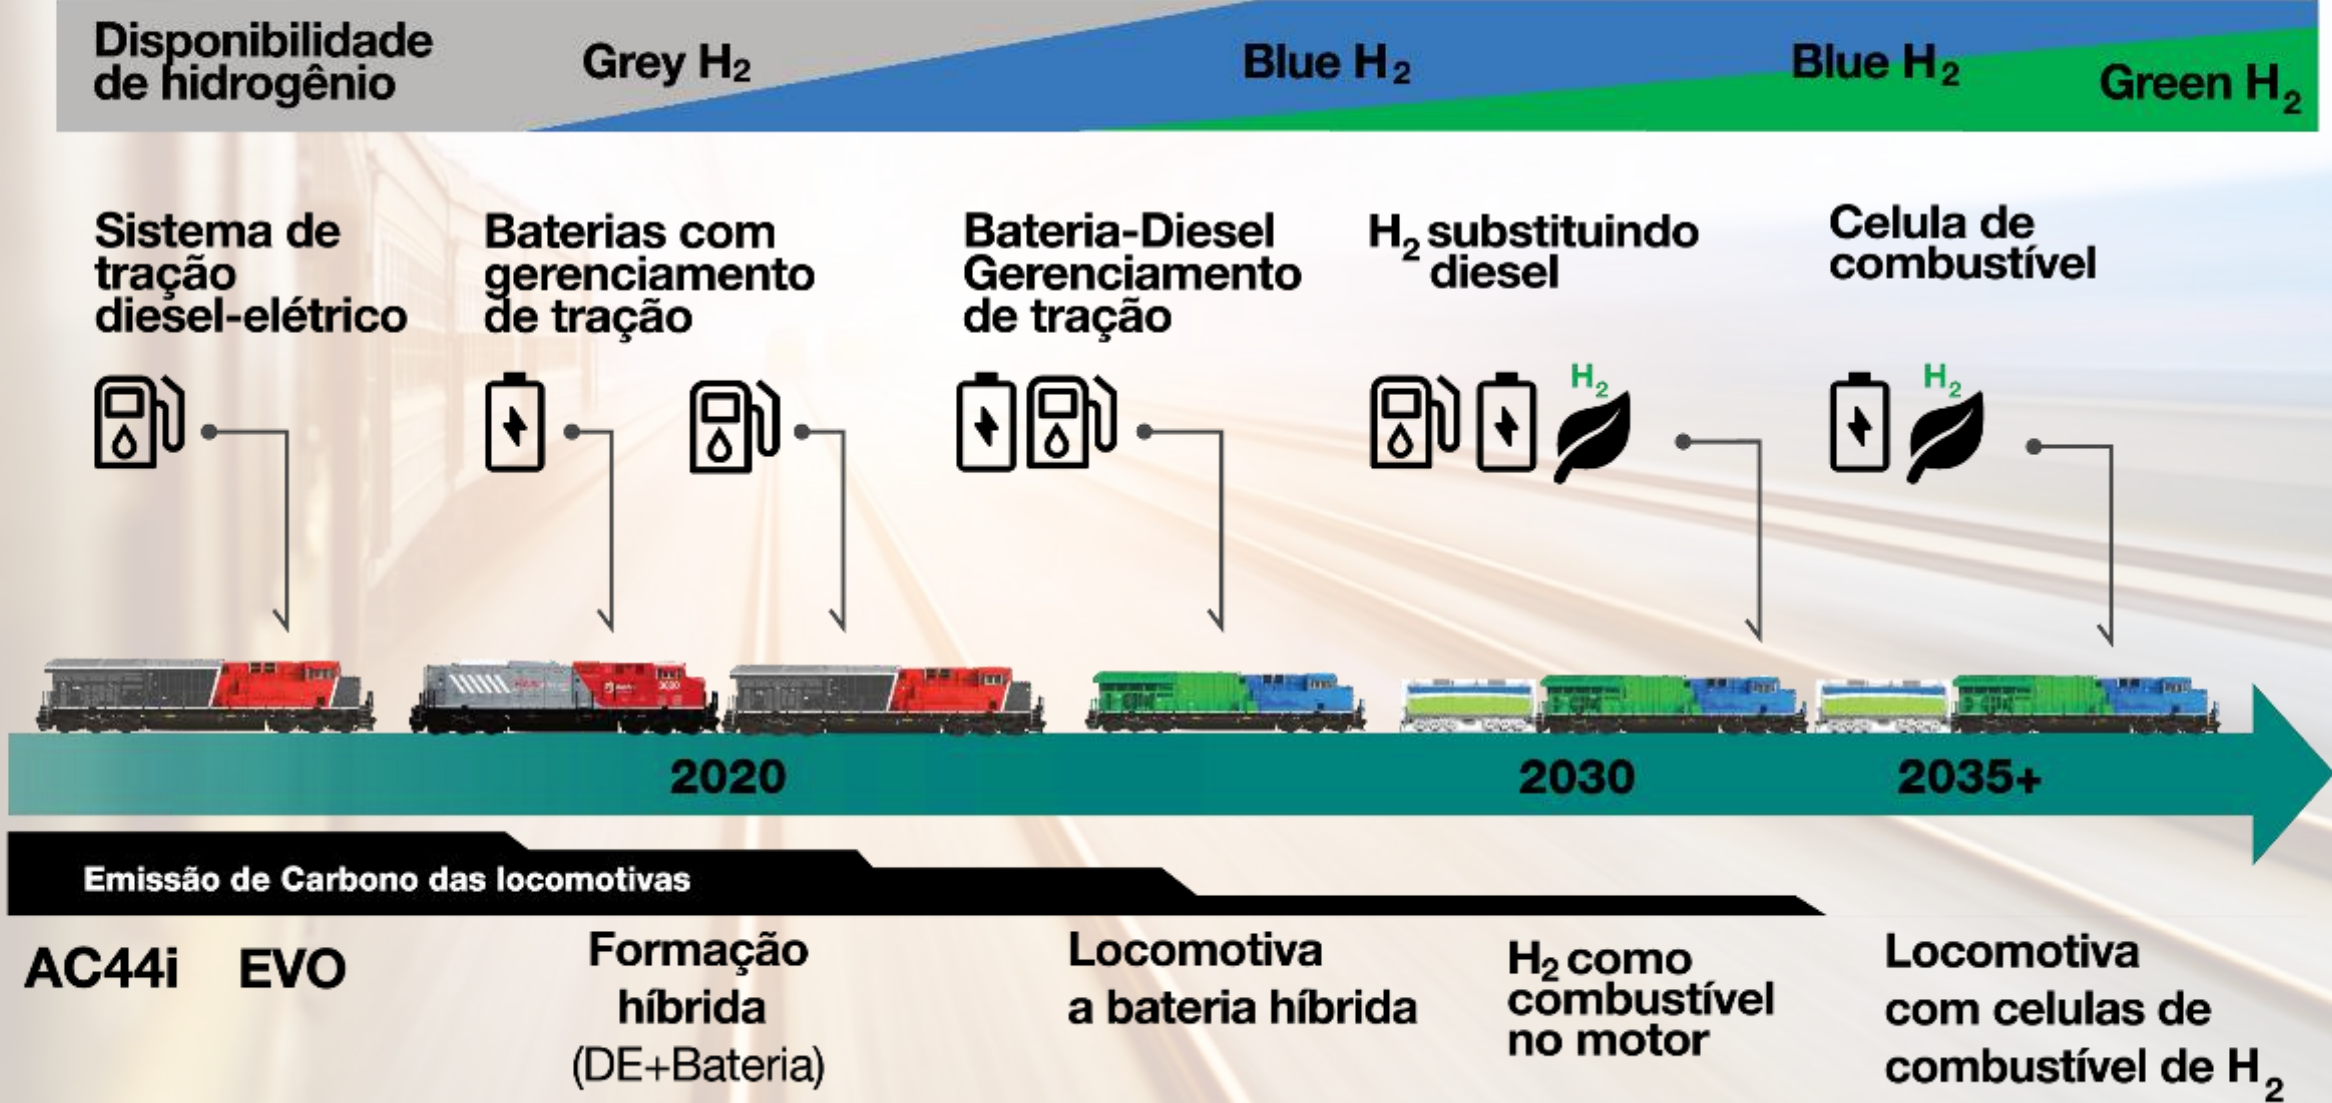 Disponibilidade
de hidrogênio
Grey H₂
Blue H₂
Blue H₂
Green H₂
Sistema de
tração
diesel-elétrico
Baterias com
gerenciamento
de tração
Bateria-Diesel
Gerenciamento
de tração
H₂ substituindo
diesel
Celula de
combustível
H₂
H₂
2020
2030
2035+
Emissão de Carbono das locomotivas
AC44i EVO
Formação
híbrida
(DE+Bateria)
Locomotiva
a bateria híbrida
H₂ como
combustível
no motor
Locomotiva
com celulas de
combustível de H₂